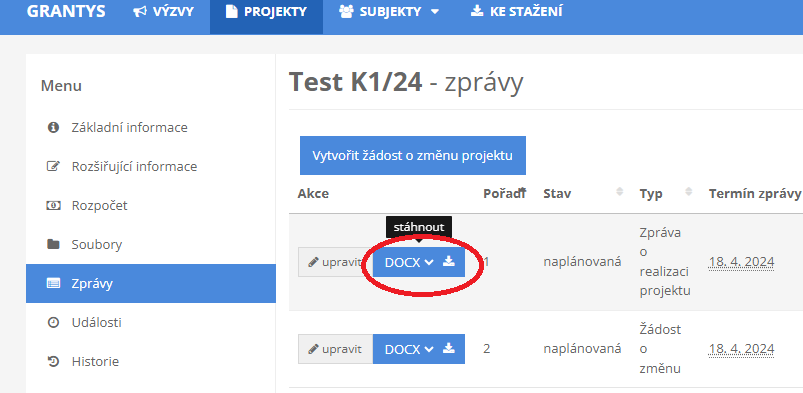 GRANTYS VÝZVY PROJEKTY SUBJEKTY KE STAŽENÍ
Menu
Základní informace
Rozšiřující informace
Rozpočet
Soubory
Zprávy
Události
Historie
Test K1/24 - zprávy
Vytvořit žádost o změnu projektu
Akce Pořadí Stav Typ Termín zprávy
stáhnout
upravit DOCX 1 naplánovaná Zpráva
o
realizaci
projektu 18. 4. 2024
upravit DOCX 2 naplánovaná Žádost
o
změnu 18. 4. 2024